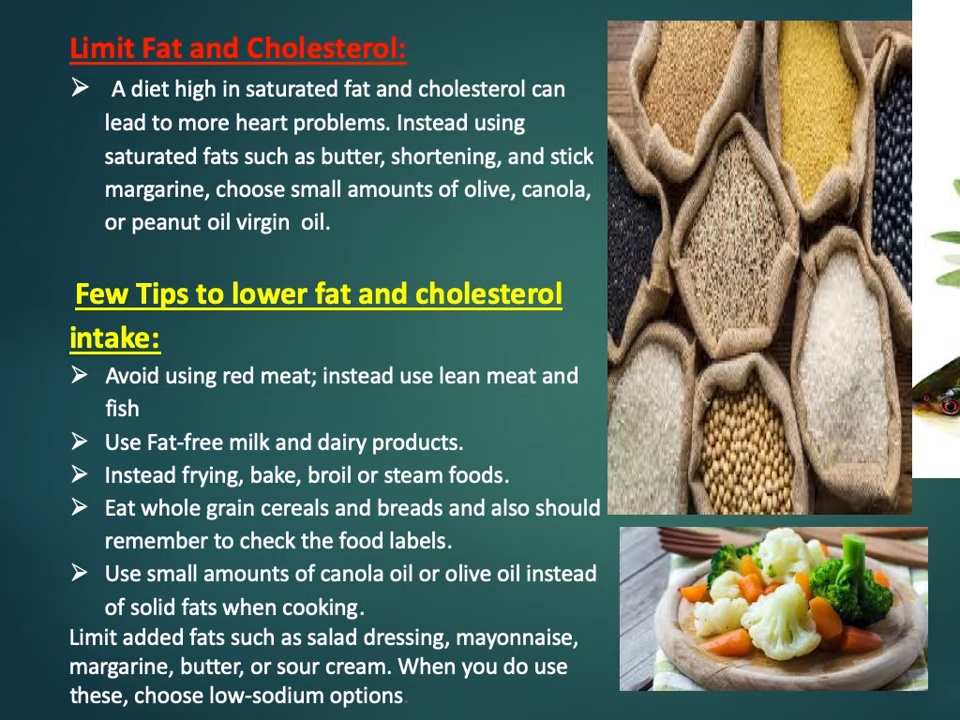 Limit Fat and Cholesterol:
➢ A diet high in saturated fat and cholesterol can
lead to more heart problems. Instead using
saturated fats such as butter, shortening, and stick
margarine, choose small amounts of olive, canola,
or peanut oil virgin oil.
Few Tips to lower fat and cholesterol
intake:
➢ Avoid using red meat; instead use lean meat and
fish
➢ Use Fat-free milk and dairy products.
➢ Instead frying, bake, broil or steam foods.
➢ Eat whole grain cereals and breads and also should
remember to check the food labels.
➢ Use small amounts of canola oil or olive oil instead
of solid fats when cooking.
Limit added fats such as salad dressing, mayonnaise,
margarine, butter, or sour cream. When you do use
these, choose low-sodium options.